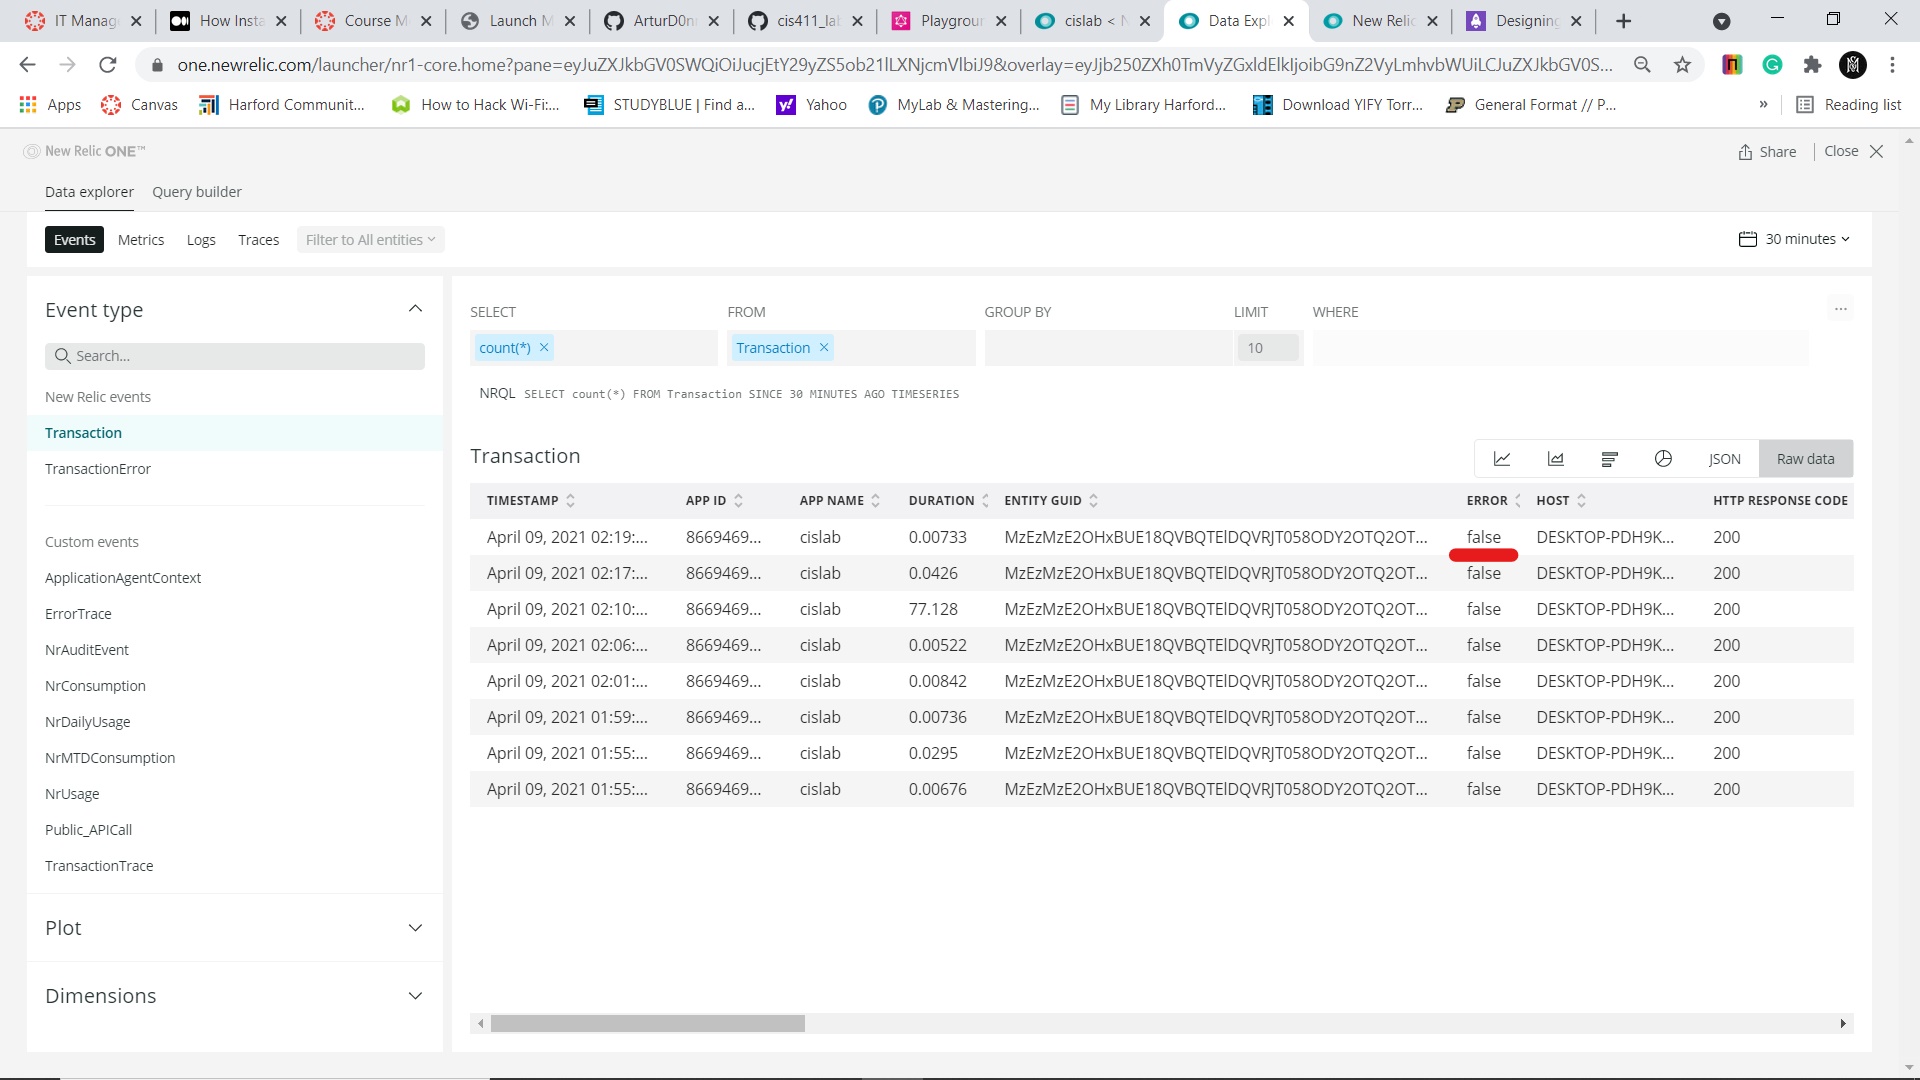 IT Manag How Insta Course M Launch M ArturD0n cis411_la Playgrou cislab < N Data Expl New Relic Designing
one.newrelic.com/launcher/nr1-core.home?pane=
Apps Canvas Harford Communit... How to Hack Wi-Fi:... STUDYBLUE | Find a... Yahoo MyLab & Mastering... My Library Harford... Download YIFY Torr... General Format // P... » Reading list
New Relic ONE™ Share Close
Data explorer Query builder
Events Metrics Logs Traces Filter to All entities 30 minutes
Event type
Search...
New Relic events
Transaction
TransactionError
Custom events
ApplicationAgentContext
ErrorTrace
NrAuditEvent
NrConsumption
NrDailyUsage
NrMTDConsumption
NrUsage
Public_APICall
TransactionTrace
Plot
Dimensions
SELECT FROM GROUP BY LIMIT WHERE
count(*) × Transaction × 10
NRQL SELECT count(*) FROM Transaction SINCE 30 MINUTES AGO TIMESERIES
Transaction JSON Raw data
TIMESTAMP APP ID APP NAME DURATION ENTITY GUID ERROR HOST HTTP RESPONSE CODE
April 09, 2021 02:19:... 8669469... cislab 0.00733 MzEzMzE2OHxBUE18QVBQTElDQVRJT058ODY2OTQ2OT... false DESKTOP-PDH9K... 200
April 09, 2021 02:17:... 8669469... cislab 0.0426 MzEzMzE2OHxBUE18QVBQTElDQVRJT058ODY2OTQ2OT... false DESKTOP-PDH9K... 200
April 09, 2021 02:10:... 8669469... cislab 77.128 MzEzMzE2OHxBUE18QVBQTElDQVRJT058ODY2OTQ2OT... false DESKTOP-PDH9K... 200
April 09, 2021 02:06:... 8669469... cislab 0.00522 MzEzMzE2OHxBUE18QVBQTElDQVRJT058ODY2OTQ2OT... false DESKTOP-PDH9K... 200
April 09, 2021 02:01:... 8669469... cislab 0.00842 MzEzMzE2OHxBUE18QVBQTElDQVRJT058ODY2OTQ2OT... false DESKTOP-PDH9K... 200
April 09, 2021 01:59:... 8669469... cislab 0.00736 MzEzMzE2OHxBUE18QVBQTElDQVRJT058ODY2OTQ2OT... false DESKTOP-PDH9K... 200
April 09, 2021 01:55:... 8669469... cislab 0.0295 MzEzMzE2OHxBUE18QVBQTElDQVRJT058ODY2OTQ2OT... false DESKTOP-PDH9K... 200
April 09, 2021 01:55:... 8669469... cislab 0.00676 MzEzMzE2OHxBUE18QVBQTElDQVRJT058ODY2OTQ2OT... false DESKTOP-PDH9K... 200